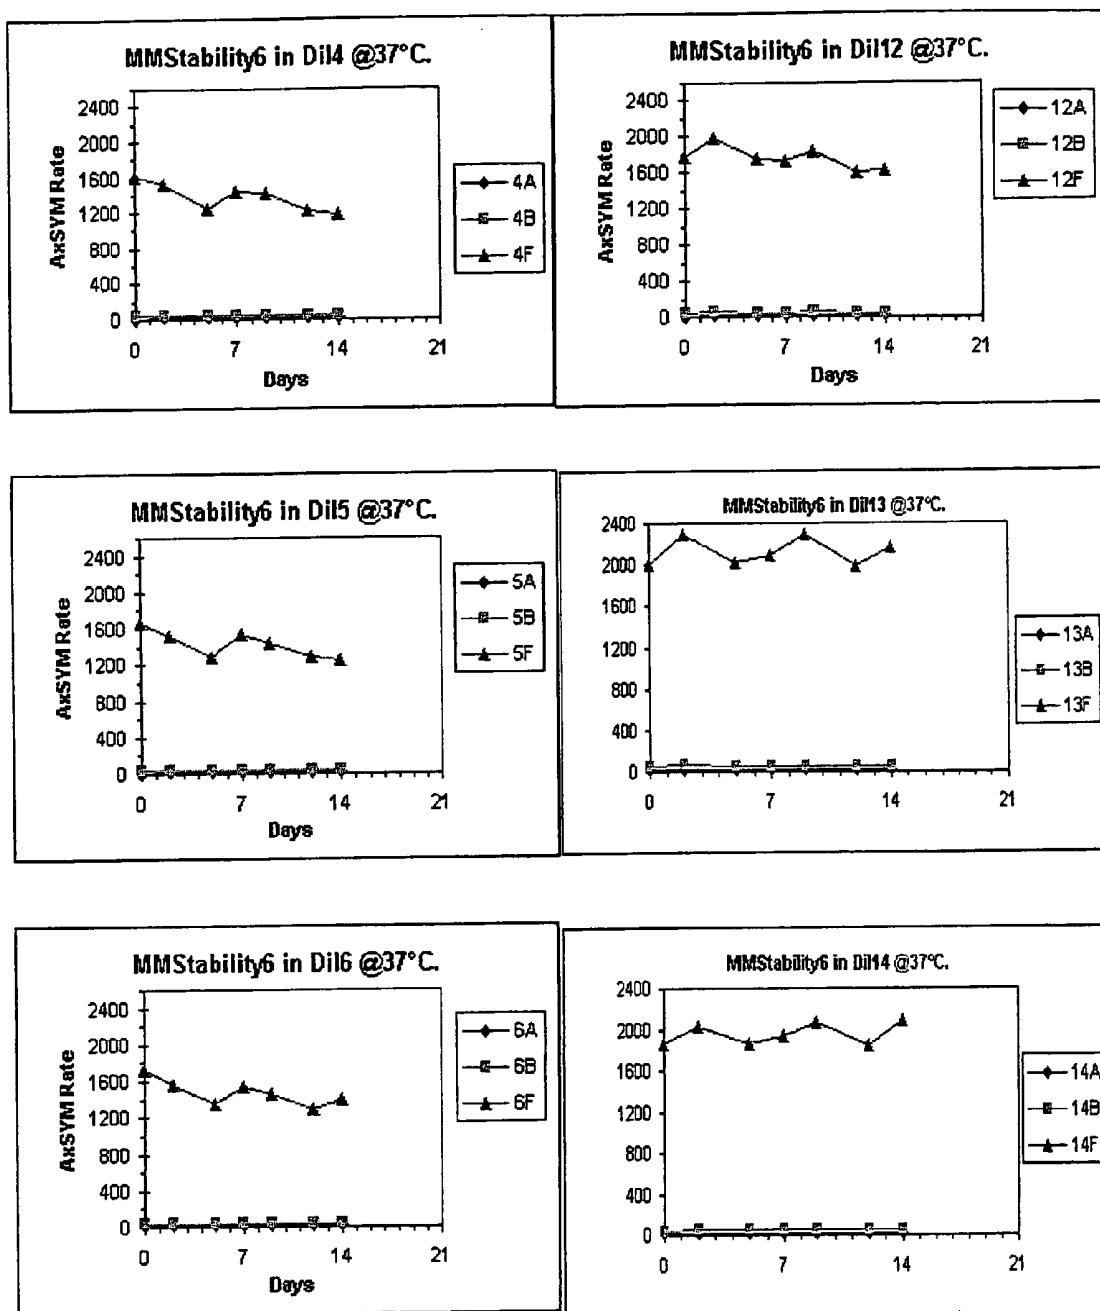 MMStability6 in Dil4 @37°C.
AxSYM Rate
2400
2000
1600
1200
800
400
0
0 7 14 21
Days
4A
4B
4F
MMStability6 in Dil12 @37°C.
AxSYM Rate
2400
2000
1600
1200
800
400
0
0 7 14 21
Days
12A
12B
12F
MMStability6 in Dil5 @37°C.
AxSYM Rate
2400
2000
1600
1200
800
400
0
0 7 14 21
Days
5A
5B
5F
MMStability6 in Dil13 @37°C.
2400
2000
1600
1200
800
400
0
0 7 14 21
13A
13B
13F
MMStability6 in Dil6 @37°C.
AxSYM Rate
2400
2000
1600
1200
800
400
0
0 7 14 21
Days
6A
6B
6F
MMStability6 in Dil14 @37°C.
2400
2000
1600
1200
800
400
0
0 7 14 21
14A
14B
14F